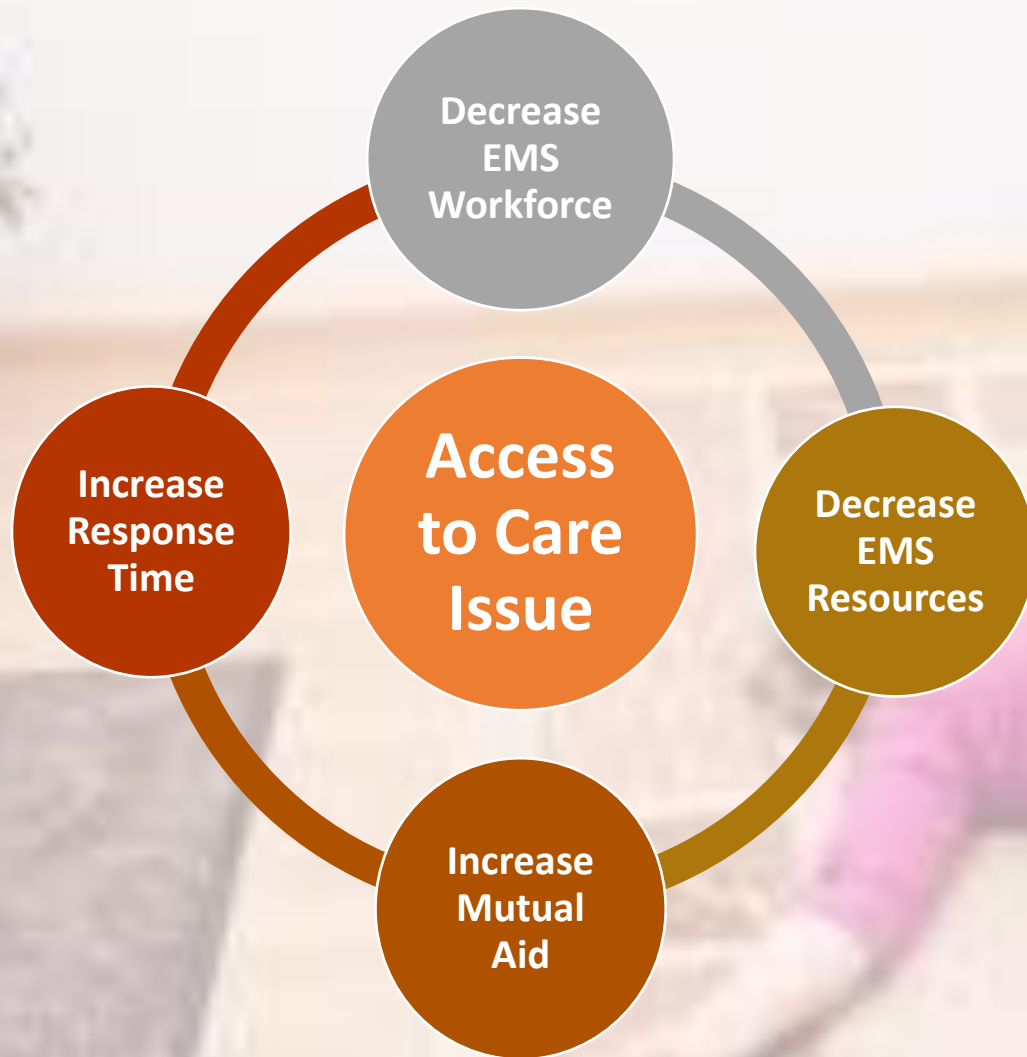 Decrease
EMS
Workforce
Increase
Response
Time
Access
to Care
Issue
Decrease
EMS
Resources
Increase
Mutual
Aid